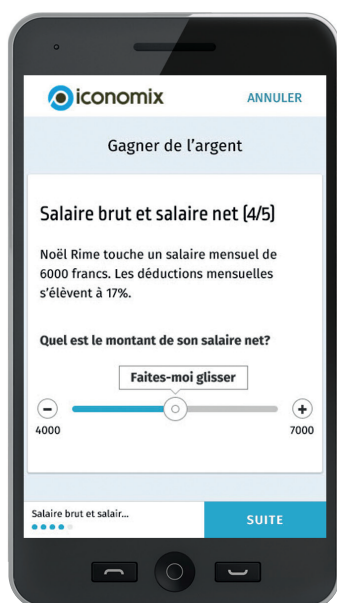 iconomix
ANNULER
Gagner de l'argent
Salaire brut et salaire net (4/5)
Noël Rime touche un salaire mensuel de
6000 francs. Les déductions mensuelles
s'élèvent à 17%.
Quel est le montant de son salaire net?
Faites-moi glisser
4000
7000
Salaire brut et salair...
SUITE